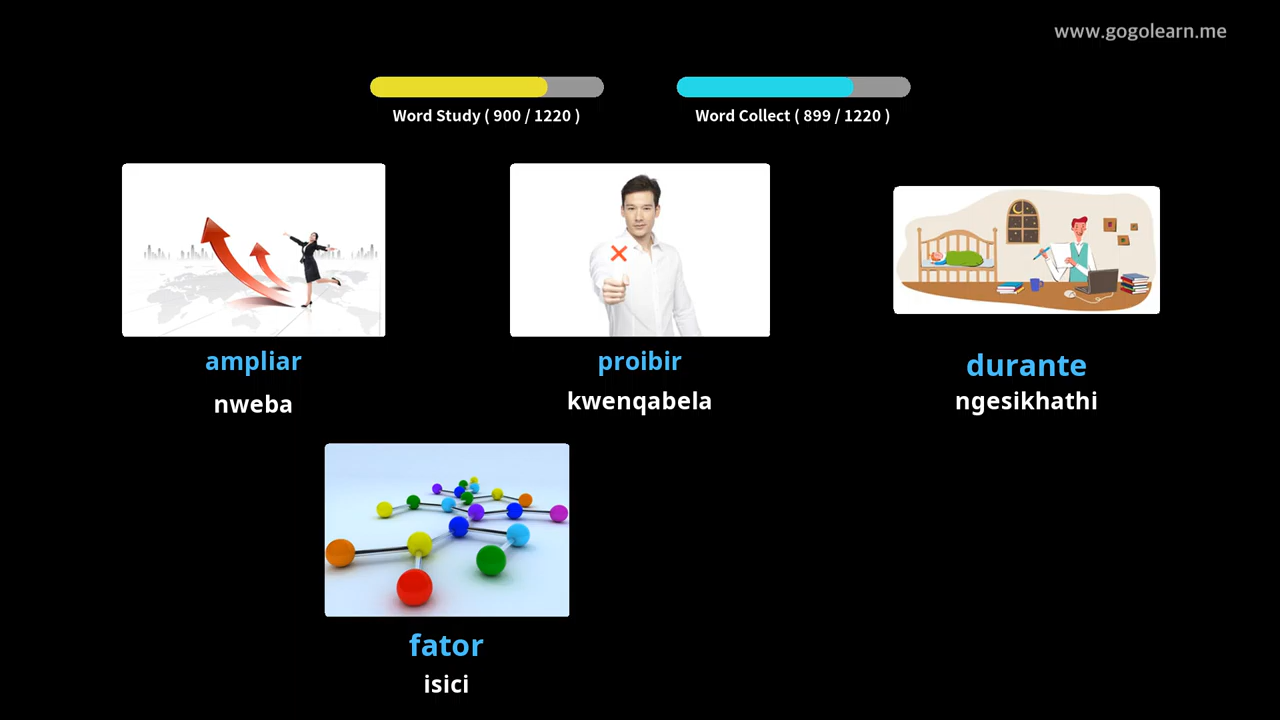 www.gogolearn.me
Word Study ( 900 / 1220 )
Word Collect ( 899 / 1220 )
ampliar
nweba
proibir
kwenqabela
durante
ngesikhathi
fator
isici